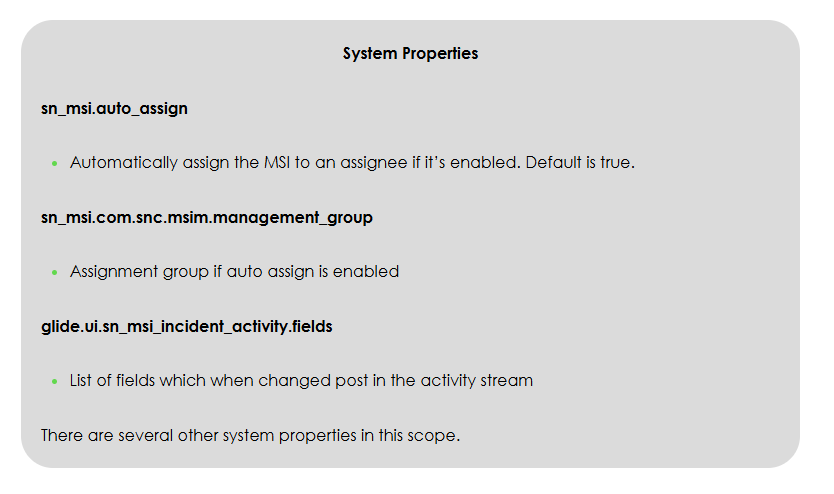 System Properties
sn_msi.auto_assign
• Automatically assign the MSI to an assignee if it’s enabled. Default is true.
sn_msi.com.snc.msim.management_group
• Assignment group if auto assign is enabled
glide.ui.sn_msi_incident_activity.fields
• List of fields which when changed post in the activity stream
There are several other system properties in this scope.